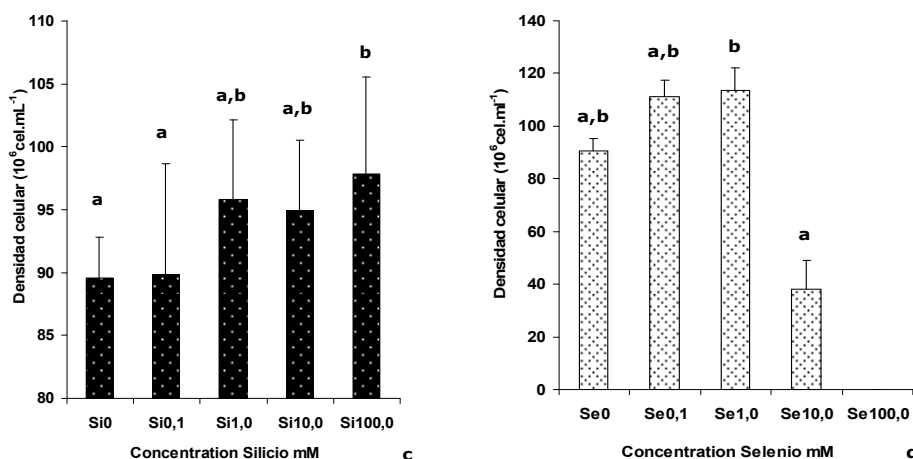 110
105
100
95
90
85
80
Densidad celular (10⁶cel.mL⁻¹)
a
a
a,b
a,b
b
Si0 Si0,1 Si1,0 Si10,0 Si100,0
Concentration Silicio mM
c
140
120
100
80
60
40
20
0
Densidad celular (10⁶cel.ml⁻¹)
a,b
a,b
b
a
Se0 Se0,1 Se1,0 Se10,0 Se100,0
Concentration Selenio mM